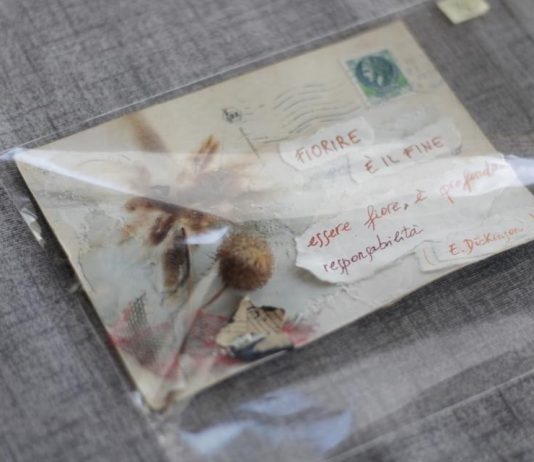 FIORIRE
È IL FINE
essere fiore, è profonda
responsabilità
E. Dickinson